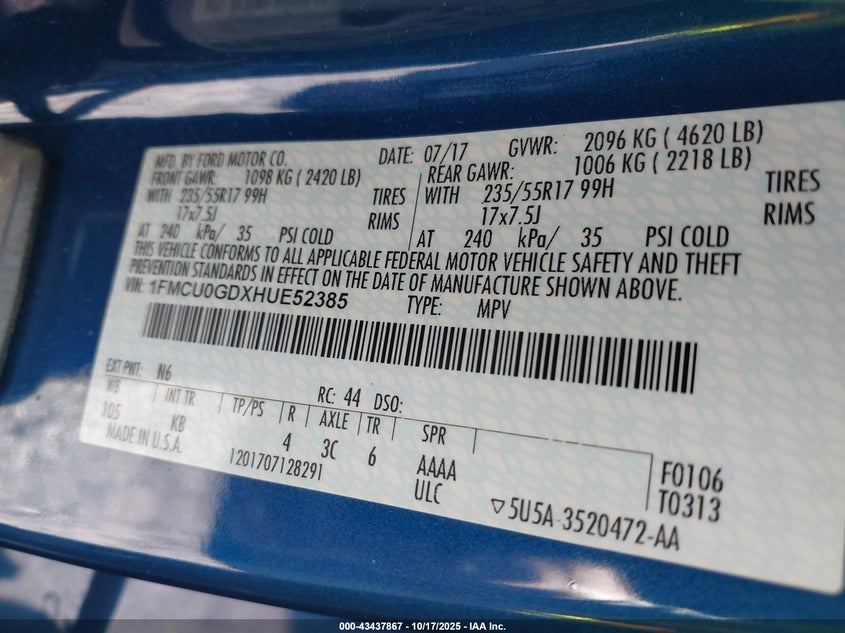 MFD. BY FORD MOTOR CO. DATE: 07/17 GVWR: 2096 KG ( 4620 LB)
FRONT GAWR: 1098 KG ( 2420 LB) REAR GAWR: 1006 KG ( 2218 LB)
WITH 235/55R17 99H TIRES WITH 235/55R17 99H TIRES
17x7.5J RIMS 17x7.5J RIMS
AT 240 kPa/ 35 PSI COLD AT 240 kPa/ 35 PSI COLD
THIS VEHICLE CONFORMS TO ALL APPLICABLE FEDERAL MOTOR VEHICLE SAFETY AND THEFT
PREVENTION STANDARDS IN EFFECT ON THE DATE OF MANUFACTURE SHOWN ABOVE.
VIN: 1FMCU0GDXHUE52385 TYPE: MPV
EXT PNT: N6 RC: 44 DSO:
WB INT TR TP/PS R AXLE TR SPR
105 KB 4 3C 6 AAAA F0106
MADE IN U.S.A. 1201707128291 ULC T0313
▽5U5A-3520472-AA
000-43437867 - 10/17/2025 - IAA Inc.